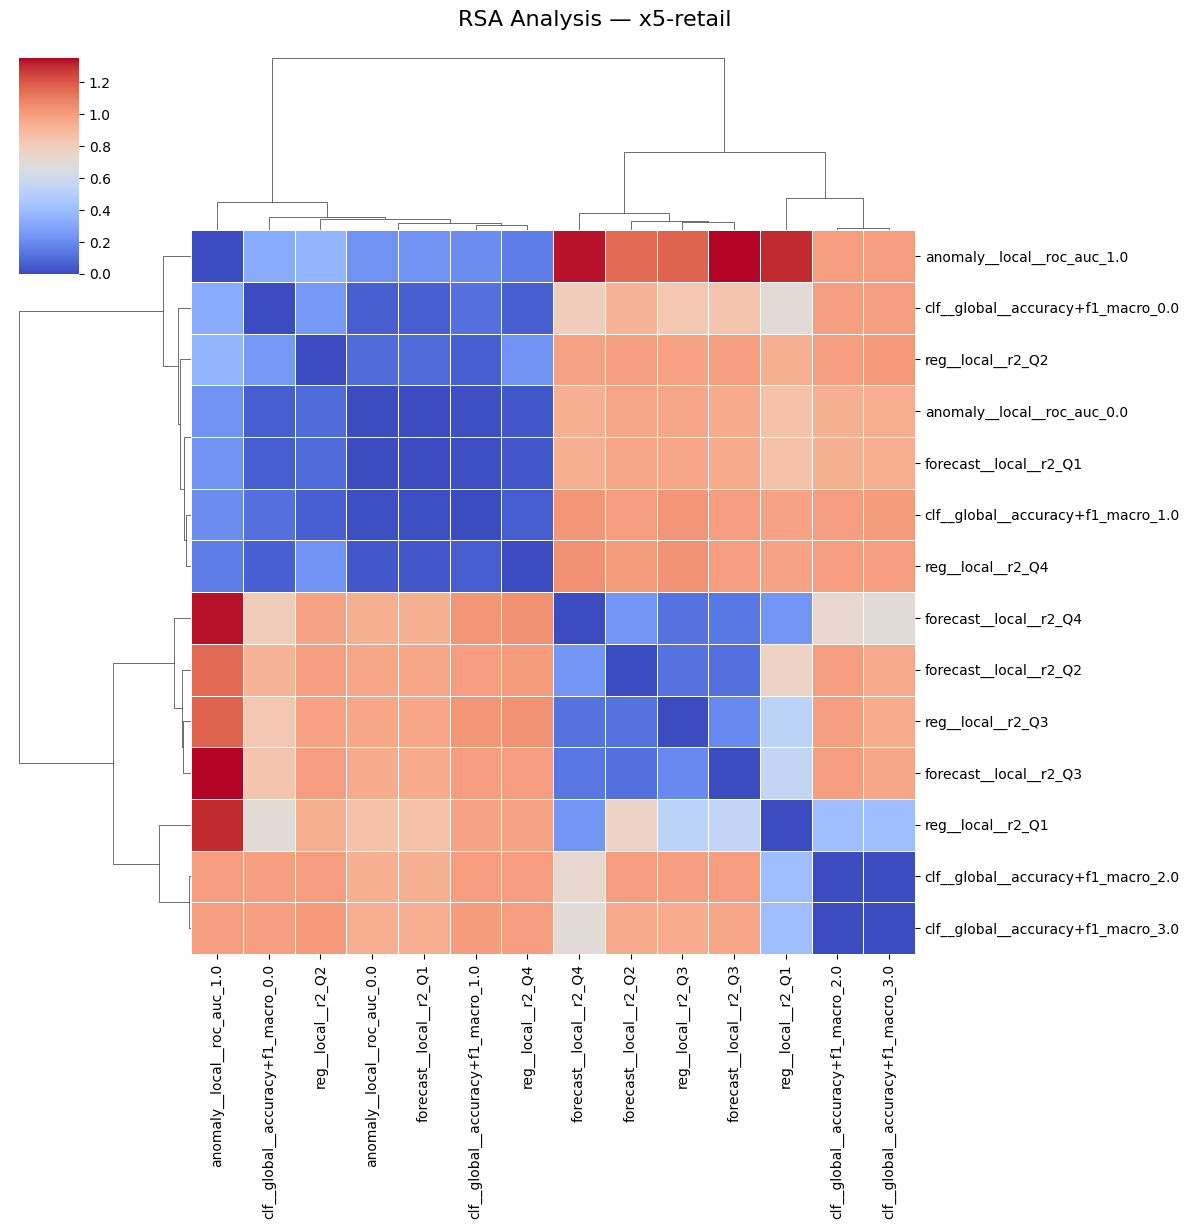 RSA Analysis — x5-retail
1.2
1.0
0.8
0.6
0.4
0.2
0.0
anomaly__local__roc_auc_1.0
clf__global__accuracy+f1_macro_0.0
reg__local__r2_Q2
anomaly__local__roc_auc_0.0
forecast__local__r2_Q1
clf__global__accuracy+f1_macro_1.0
reg__local__r2_Q4
forecast__local__r2_Q4
forecast__local__r2_Q2
reg__local__r2_Q3
forecast__local__r2_Q3
reg__local__r2_Q1
clf__global__accuracy+f1_macro_2.0
clf__global__accuracy+f1_macro_3.0
anomaly__local__roc_auc_1.0
clf__global__accuracy+f1_macro_0.0
reg__local__r2_Q2
anomaly__local__roc_auc_0.0
forecast__local__r2_Q1
clf__global__accuracy+f1_macro_1.0
reg__local__r2_Q4
forecast__local__r2_Q4
forecast__local__r2_Q2
reg__local__r2_Q3
forecast__local__r2_Q3
reg__local__r2_Q1
clf__global__accuracy+f1_macro_2.0
clf__global__accuracy+f1_macro_3.0